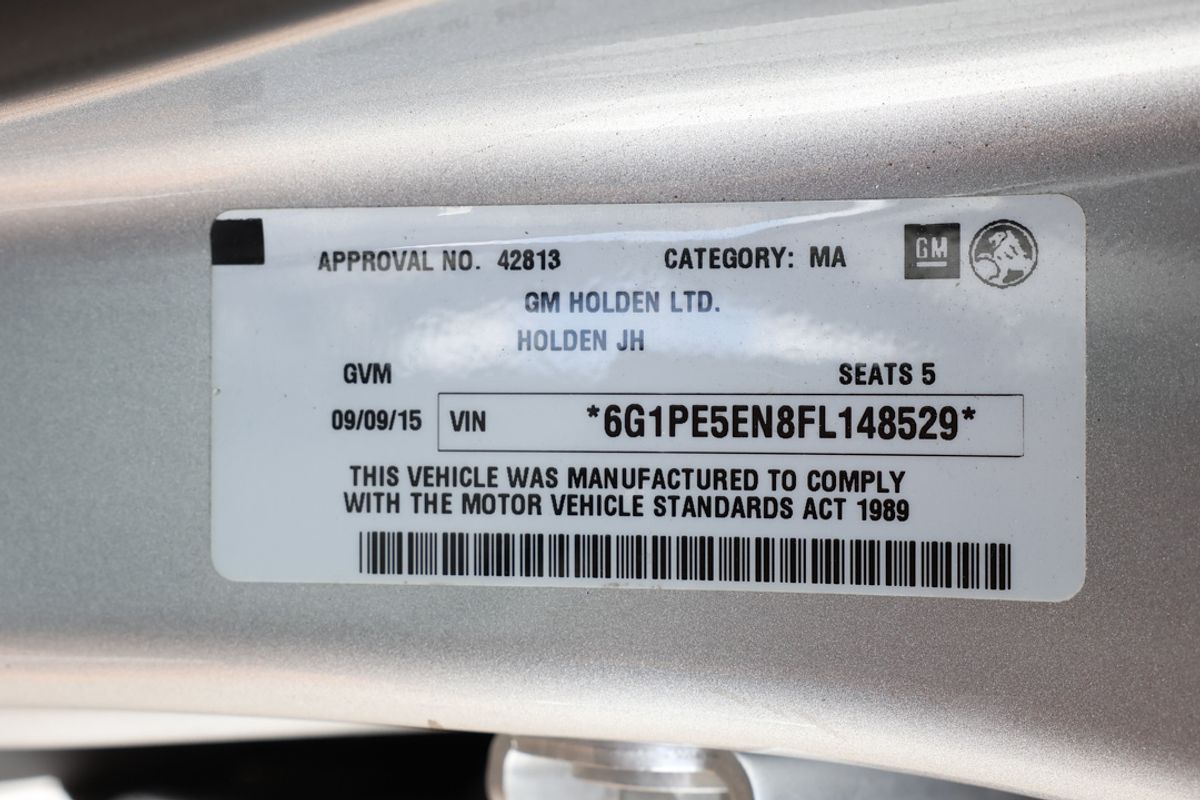 APPROVAL NO. 42813 CATEGORY: MA GM
GM HOLDEN LTD.
HOLDEN JH
GVM SEATS 5
09/09/15 VIN *6G1PE5EN8FL148529*
THIS VEHICLE WAS MANUFACTURED TO COMPLY
WITH THE MOTOR VEHICLE STANDARDS ACT 1989